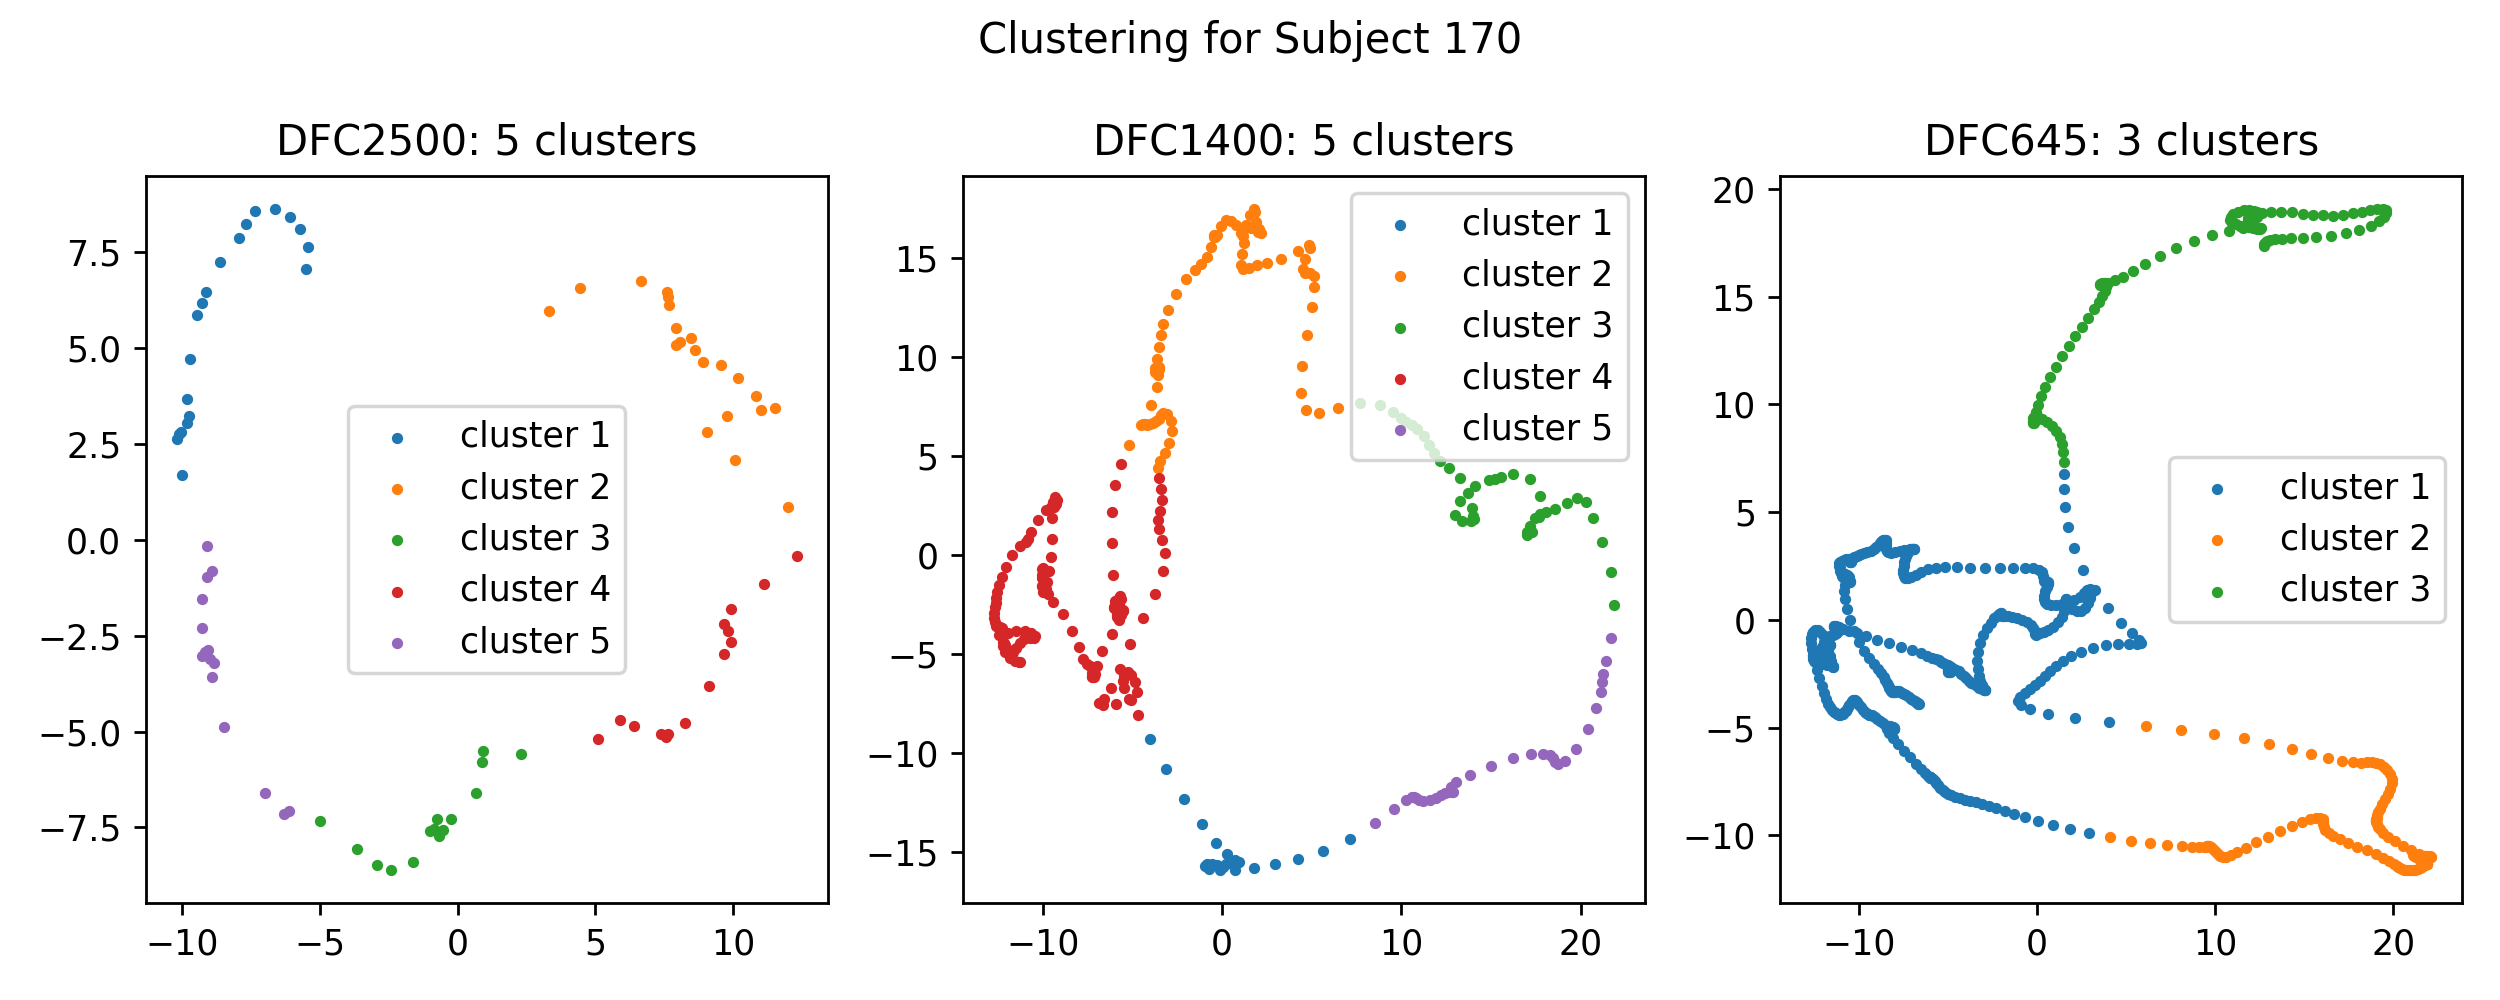 Clustering for Subject 170
DFC2500: 5 clusters
7.5
5.0
2.5
0.0
−2.5
−5.0
−7.5
−10
−5
0
5
10
cluster 1
cluster 2
cluster 3
cluster 4
cluster 5
DFC1400: 5 clusters
15
10
5
0
−5
−10
−15
−10
0
10
20
cluster 1
cluster 2
cluster 3
cluster 4
cluster 5
DFC645: 3 clusters
20
15
10
5
0
−5
−10
−10
0
10
20
cluster 1
cluster 2
cluster 3